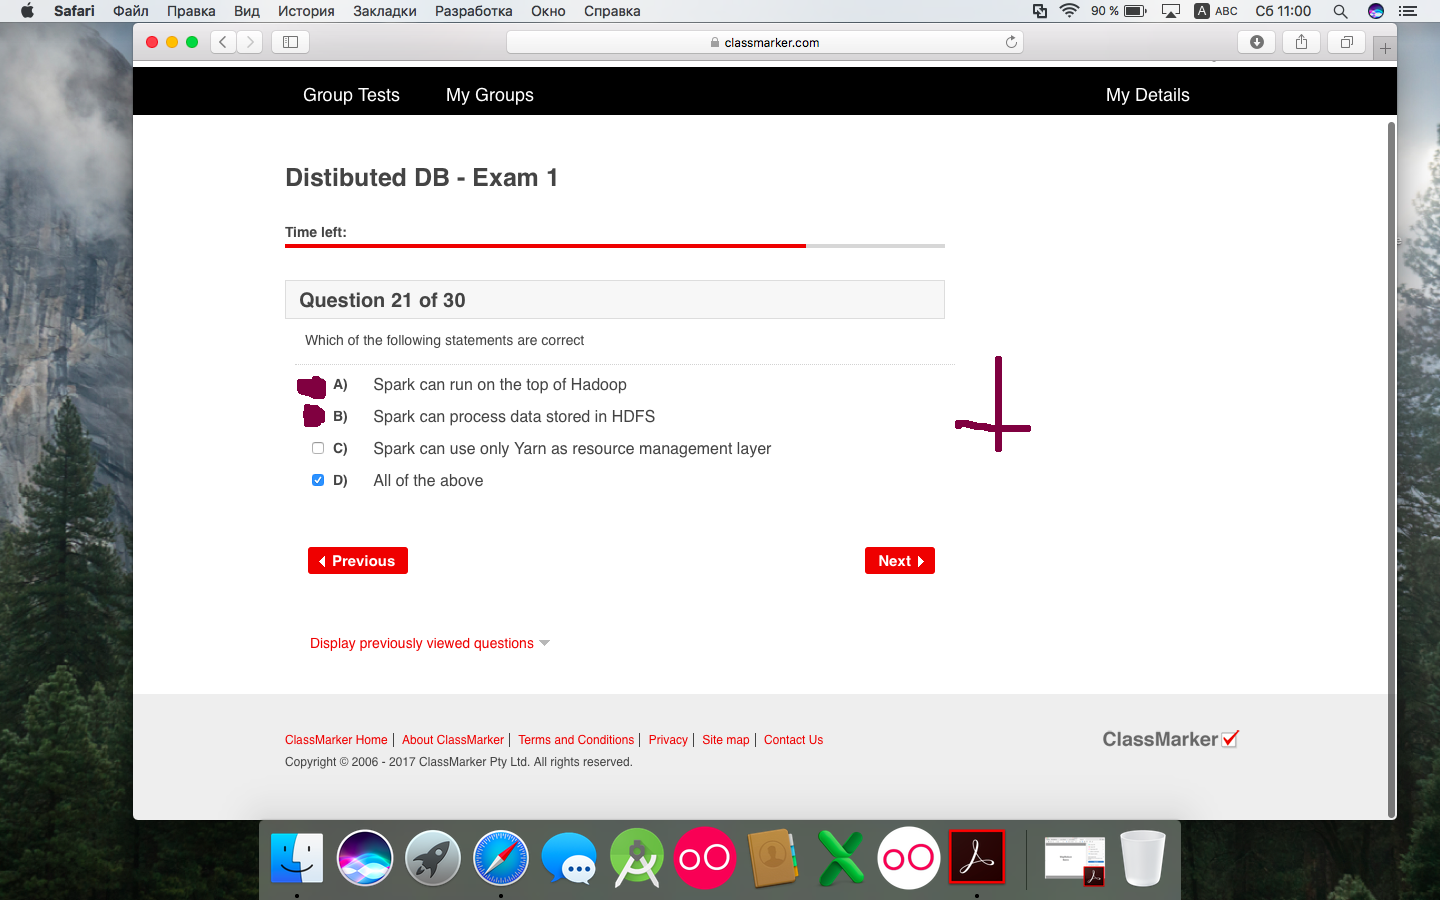 Safari Файл Правка Вид История Закладки Разработка Окно Справка 90 % A ABC Сб 11:00
classmarker.com
Group Tests My Groups My Details
Distibuted DB - Exam 1
Time left:
Question 21 of 30
Which of the following statements are correct
A) Spark can run on the top of Hadoop
B) Spark can process data stored in HDFS
C) Spark can use only Yarn as resource management layer
D) All of the above
Previous Next
Display previously viewed questions
ClassMarker Home | About ClassMarker | Terms and Conditions | Privacy | Site map | Contact Us
ClassMarker
Copyright © 2006 - 2017 ClassMarker Pty Ltd. All rights reserved.